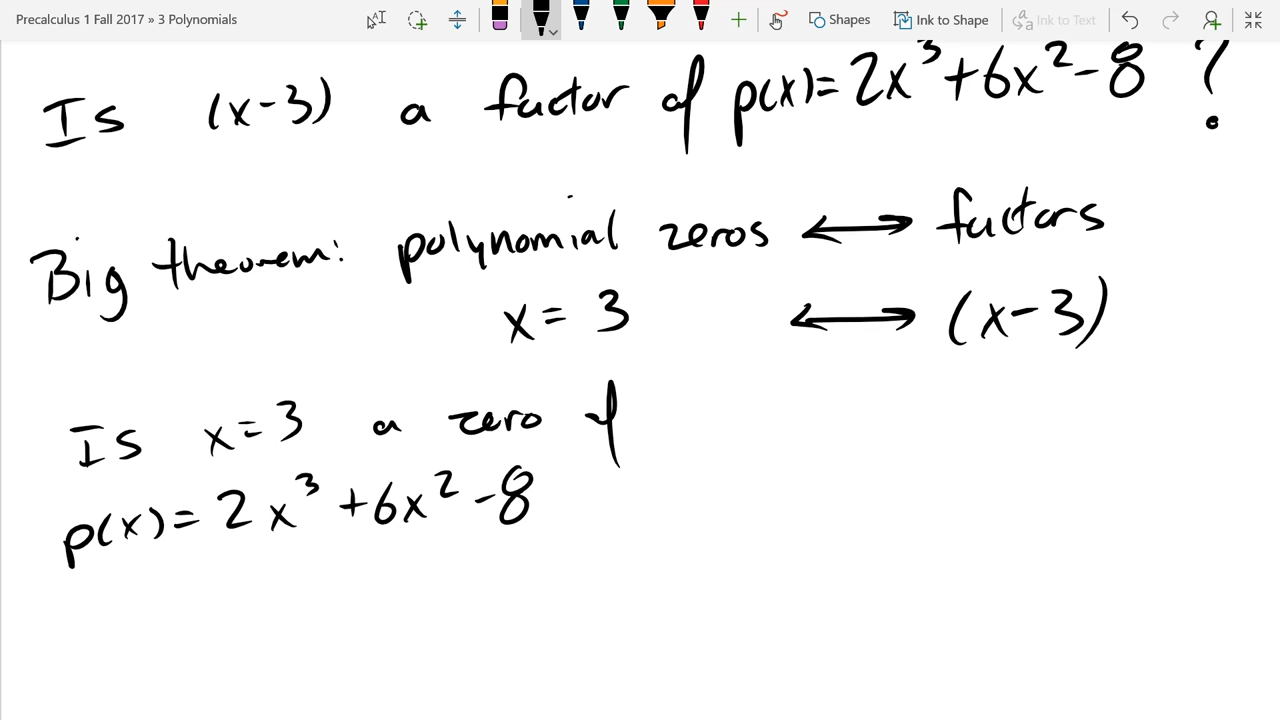 Precalculus 1 Fall 2017 » 3 Polynomials
Shapes
Ink to Shape
Ink to Text
Is (x-3) a factor of p(x)=2x³+6x²-8 ?
Big theorem: polynomial zeros ⟷ factors
x=3 ⟷ (x-3)
Is x=3 a zero of
p(x)=2x³+6x²-8